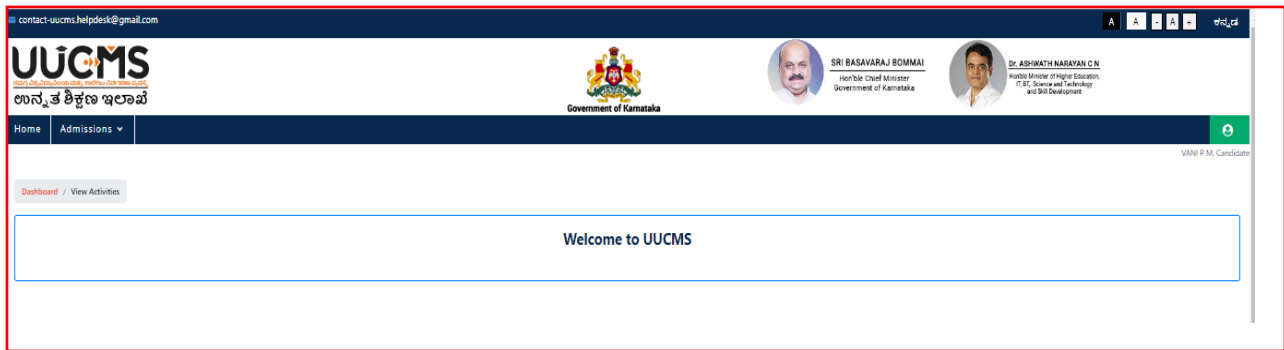 contact-uucms.helpdesk@gmail.com
A A - A + ಕನ್ನಡ
UUCMS
ಉನ್ನತ ಶಿಕ್ಷಣ ಇಲಾಖೆ
Government of Karnataka
SRI BASAVARAJ BOMMAI
Hon'ble Chief Minister
Government of Karnataka
Dr. ASHWATH NARAYAN C N
Hon'ble Minister of Higher Education,
IT, BT, Science and Technology
and Skill Development
Home Admissions
VANI P M, Candidate
Dashboard / View Activities
Welcome to UUCMS